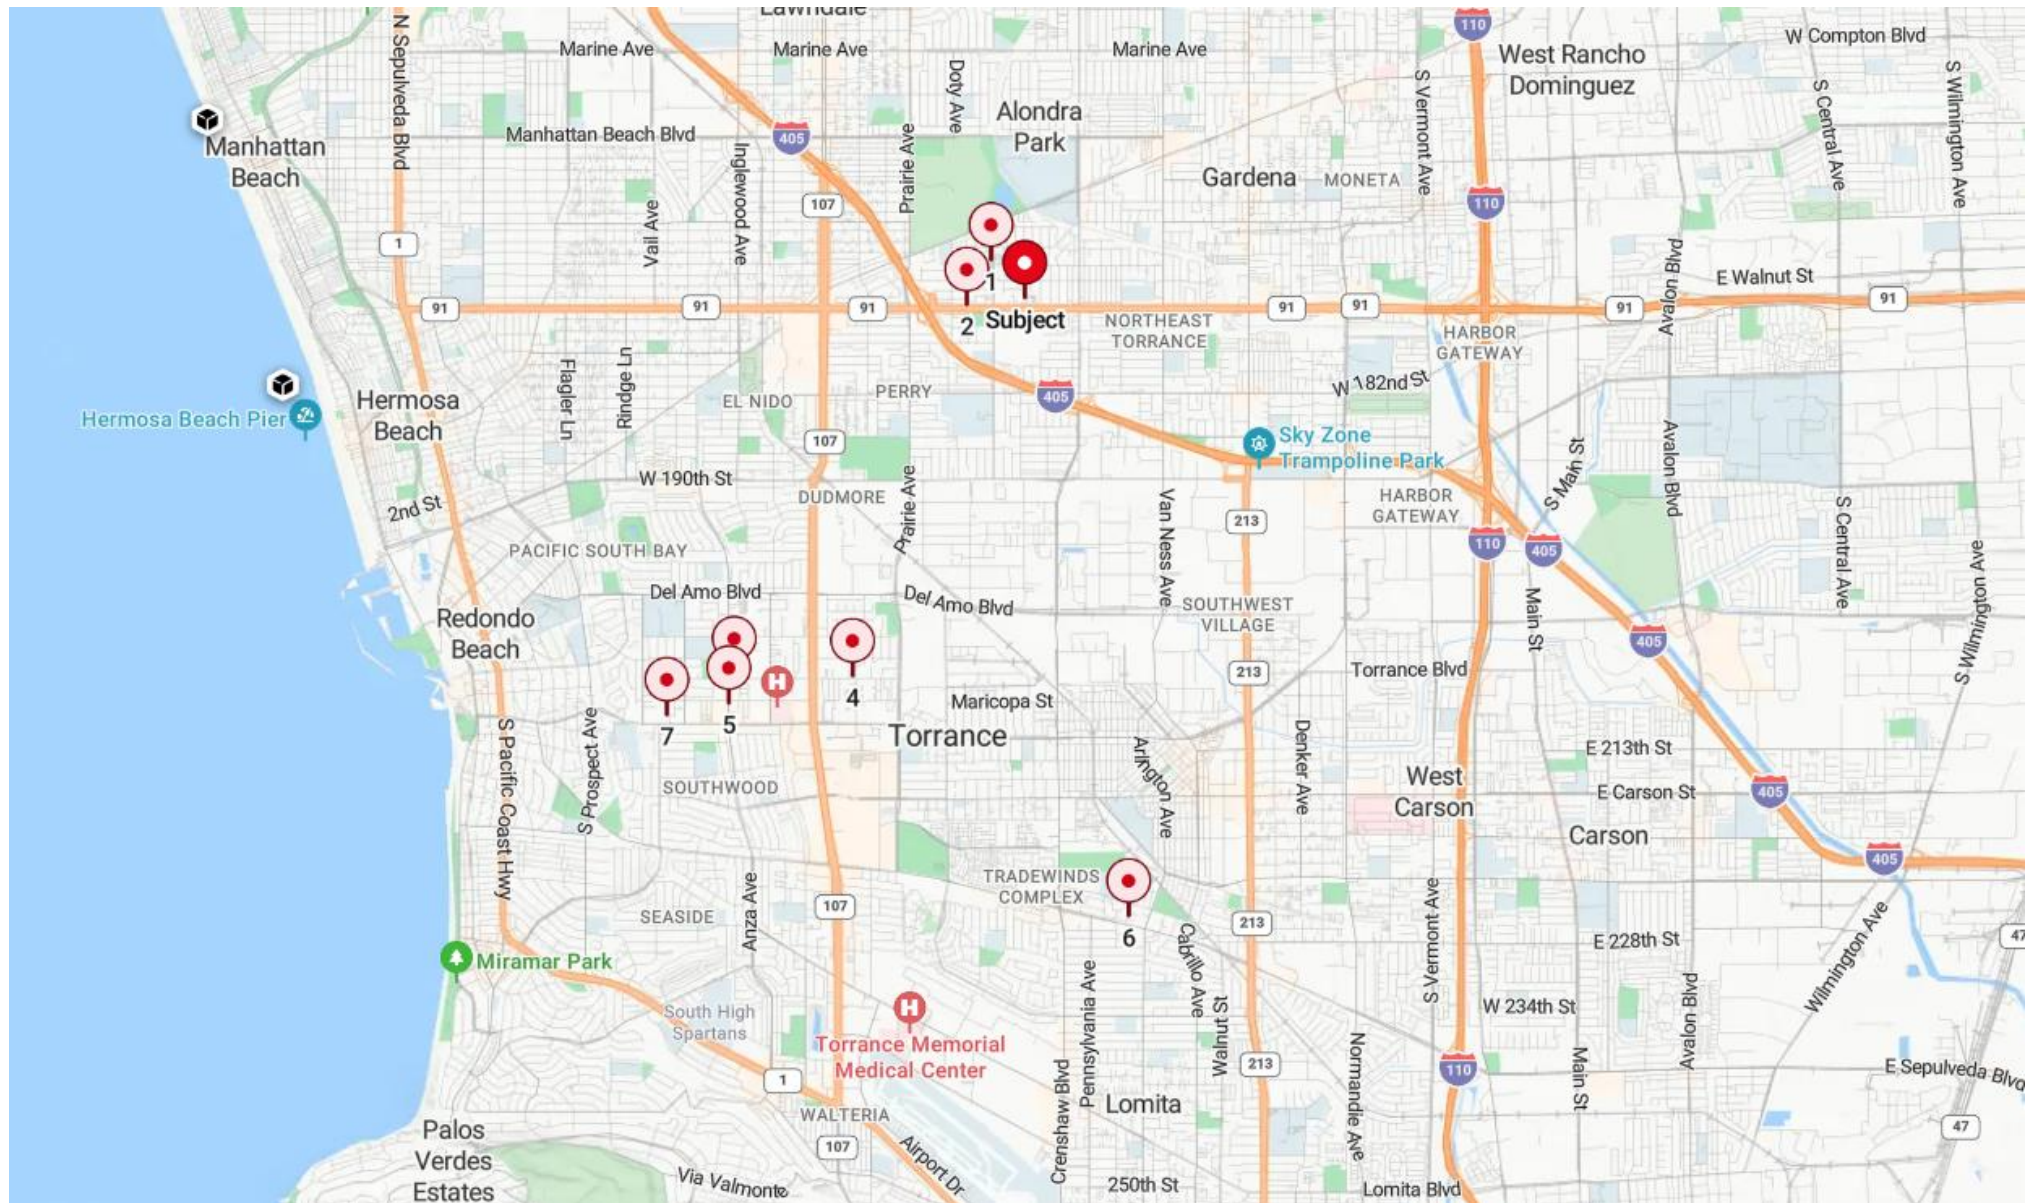 Lawndale
N Sepulveda Blvd
Marine Ave
Marine Ave
Marine Ave
110
W Compton Blvd
West Rancho
Dominguez
Doty Ave
S Vermont Ave
S Central Ave
S Wilmington Ave
Alondra
Park
Manhattan
Beach
Manhattan Beach Blvd
405
Inglewood Ave
Prairie Ave
Gardena
MONETA
107
110
Vail Ave
1
1
2
Subject
Avalon Blvd
E Walnut St
91
91
91
91
91
91
91
NORTHEAST
TORRANCE
HARBOR
GATEWAY
Flagler Ln
Rindge Ln
Hermosa Beach Pier
Hermosa
Beach
EL NIDO
PERRY
405
W 182nd St
107
Sky Zone
Trampoline Park
Avalon Blvd
S Main St
W 190th St
2nd St
DUDMORE
Prairie Ave
Van Ness Ave
213
HARBOR
GATEWAY
S Central Ave
110
405
PACIFIC SOUTH BAY
Del Amo Blvd
Del Amo Blvd
SOUTHWEST
VILLAGE
Main St
S Wilmington Ave
Redondo
Beach
405
H
4
5
7
213
Torrance Blvd
Maricopa St
Torrance
S Pacific Coast Hwy
S Prospect Ave
SOUTHWOOD
Arlington Ave
Denker Ave
West
Carson
E 213th St
E Carson St
Carson
405
405
TRADEWINDS
COMPLEX
6
SEASIDE
Anza Ave
107
213
S Vermont Ave
E 228th St
47
Cabrillo Ave
Wilmington Ave
Miramar Park
South High
Spartans
H
Torrance Memorial
Medical Center
Pennsylvania Ave
Walnut St
W 234th St
Avalon Blvd
1
Crenshaw Blvd
213
Normandie Ave
110
Main St
E Sepulveda Blvd
WALTERIA
Lomita
107
Airport Dr
47
Palos
Verdes
Estates
Via Valmonte
250th St
Lomita Blvd